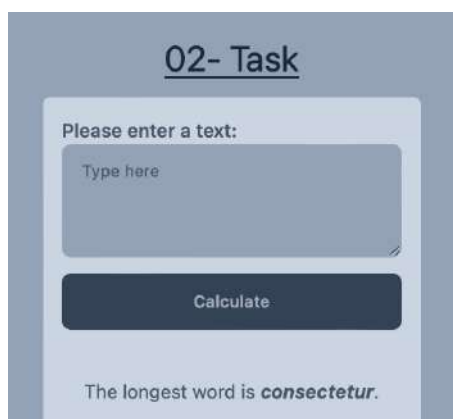 02- Task
Please enter a text:
Type here
Calculate
The longest word is consectetur.